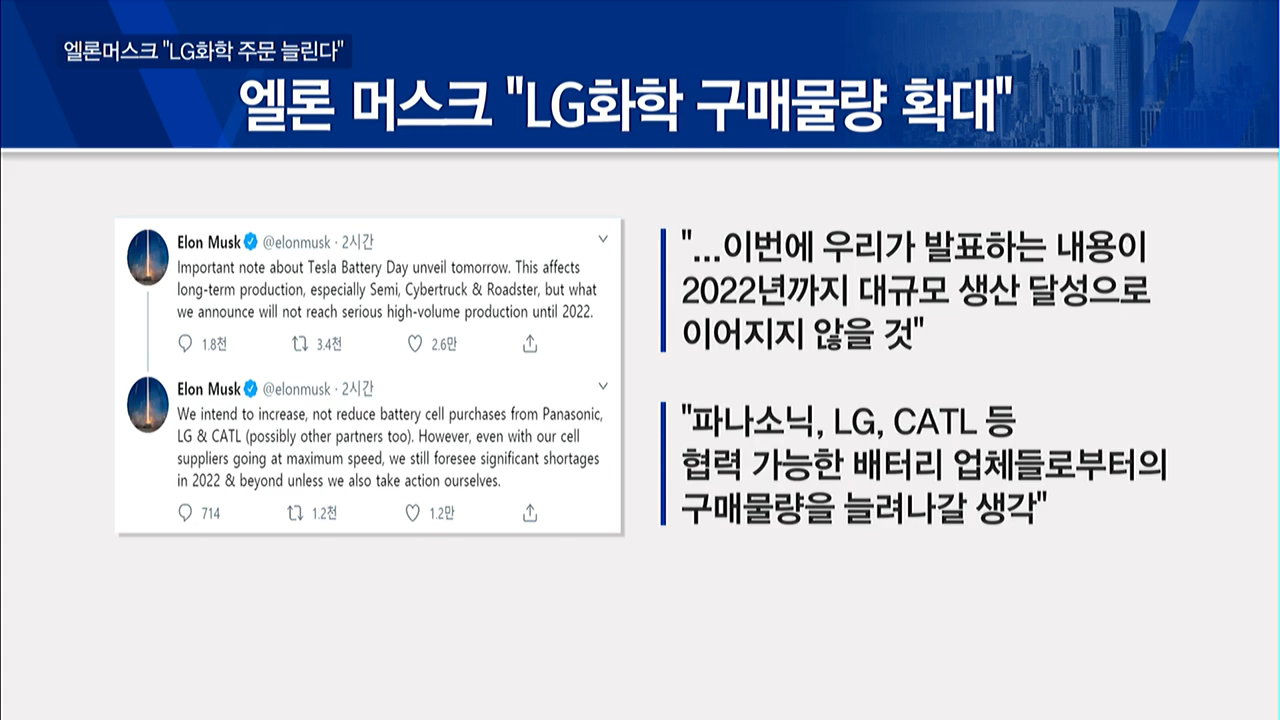 엘론머스크 "LG화학 주문 늘린다"
엘론 머스크 "LG화학 구매물량 확대"
Elon Musk @elonmusk · 2시간
Important note about Tesla Battery Day unveil tomorrow. This affects
long-term production, especially Semi, Cybertruck & Roadster, but what
we announce will not reach serious high-volume production until 2022.
1.8천 3.4천 2.6만
Elon Musk @elonmusk · 2시간
We intend to increase, not reduce battery cell purchases from Panasonic,
LG & CATL (possibly other partners too). However, even with our cell
suppliers going at maximum speed, we still foresee significant shortages
in 2022 & beyond unless we also take action ourselves.
714 1.2천 1.2만
"...이번에 우리가 발표하는 내용이
2022년까지 대규모 생산 달성으로
이어지지 않을 것"
"파나소닉, LG, CATL 등
협력 가능한 배터리 업체들로부터의
구매물량을 늘려나갈 생각"